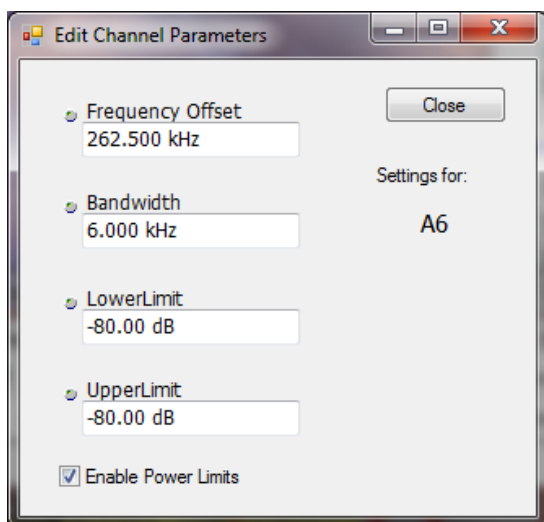 Edit Channel Parameters
Frequency Offset
262.500 kHz
Close
Settings for:
A6
Bandwidth
6.000 kHz
LowerLimit
-80.00 dB
UpperLimit
-80.00 dB
Enable Power Limits